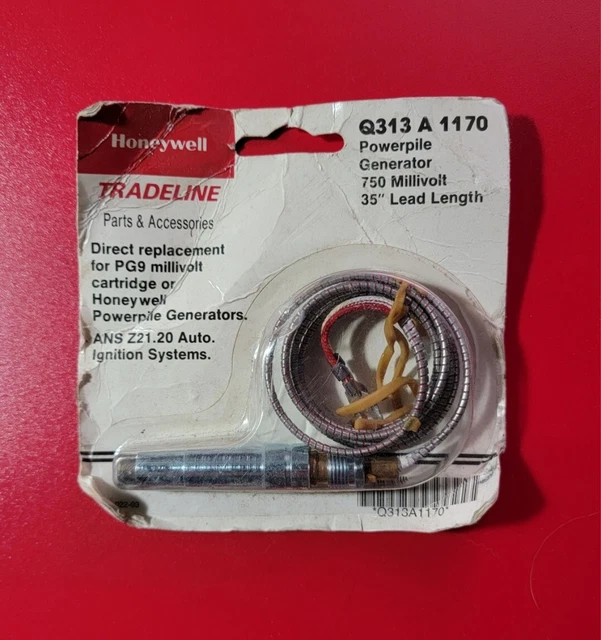 Honeywell
TRADELINE
Parts & Accessories
Direct replacement
for PG9 millivolt
cartridge or
Honeywell
Powerpile Generators.
ANS Z21.20 Auto.
Ignition Systems.
Q313 A 1170
Powerpile
Generator
750 Millivolt
35" Lead Length
*Q313A1170*